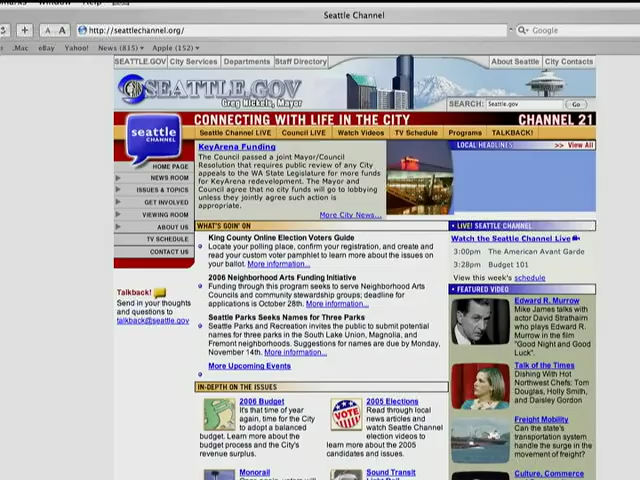 Window
Help
Seattle Channel
A A
http://seattlechannel.org/
Google
.Mac eBay Yahoo! News (815) Apple (152)
SEATTLE.GOV City Services Departments Staff Directory About Seattle City Contacts
SEATTLE.GOV
Greg Nickels, Mayor
SEARCH: Seattle.gov Go
CONNECTING WITH LIFE IN THE CITY CHANNEL 21
seattle
CHANNEL
Seattle Channel LIVE Council LIVE Watch Videos TV Schedule Programs TALKBACK!
HOME PAGE
NEWS ROOM
ISSUES & TOPICS
GET INVOLVED
VIEWING ROOM
ABOUT US
TV SCHEDULE
CONTACT US
Talkback!
Send in your thoughts
and questions to
talkback@seattle.gov
KeyArena Funding
The Council passed a joint Mayor/Council
Resolution that requires public review of any City
appeals to the WA State Legislature for more funds
for KeyArena redevelopment. The Mayor and
Council agree that no city funds will go to lobbying
unless they jointly agree such action is
appropriate.
More City News...
WHAT'S GOIN' ON
King County Online Election Voters Guide
Locate your polling place, confirm your registration, and create and
read your custom voter pamphlet to learn more about the issues on
your ballot. More information...
2006 Neighborhood Arts Funding Initiative
Funding through this program seeks to serve Neighborhood Arts
Councils and community stewardship groups; deadline for
applications is October 28th. More information...
Seattle Parks Seeks Names for Three Parks
Seattle Parks and Recreation invites the public to submit potential
names for three parks in the South Lake Union, Magnolia, and
Fremont neighborhoods. Suggestions for names are due by Monday,
November 14th. More information...
More Upcoming Events
IN-DEPTH ON THE ISSUES
2006 Budget
It's that time of
year again, time for the City
to adopt a balanced
budget. Learn more about the
budget process and the City's
revenue surplus.
VOTE
2005 Elections
Read through local
news articles and
watch Seattle Channel
election videos to
learn more about the 2005
candidates and issues.
Monorail
Sound Transit
LOCAL HEADLINES >> View All
LIVE! SEATTLE CHANNEL
Watch the Seattle Channel Live
3:00pm The American Avant Garde
3:28pm Budget 101
View this week's schedule
FEATURED VIDEO
Edward R. Murrow
Mike James talks with
actor David Strathairn
who plays Edward R.
Murrow in the film
"Good Night and Good
Luck".
Talk of the Times
Dishing With Hot
Northwest Chefs: Tom
Douglas, Holly Smith,
and Daisley Gordon
Freight Mobility
Can the state's
transportation system
handle the surge in the
movement of freight?
Culture, Commerce